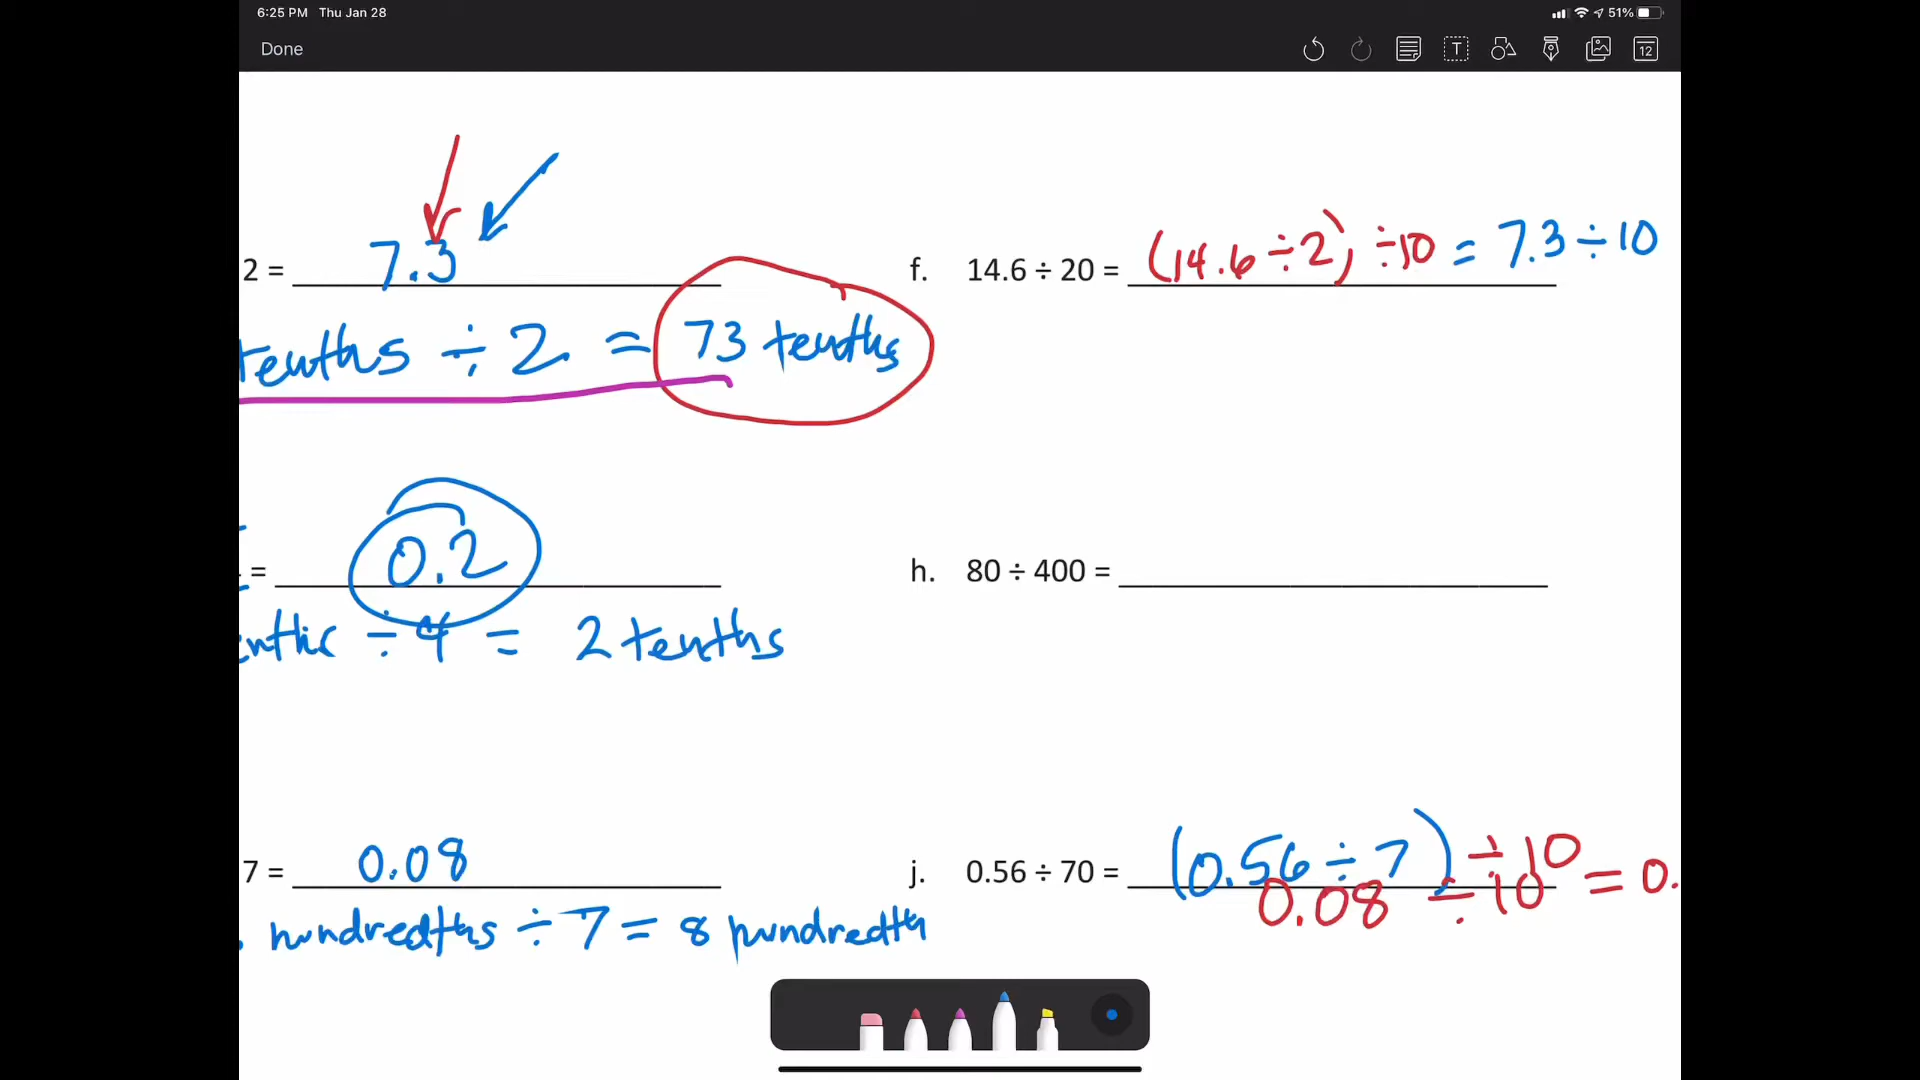 6:25 PM Thu Jan 28
51%
Done
T
12
2 = 7.3
f. 14.6 ÷ 20 = (14.6 ÷ 2) ÷10 = 7.3 ÷ 10
tenths ÷ 2 = 73 tenths
= 0.2
h. 80 ÷ 400 =
÷ 4 = 2 tenths
7 = 0.08
j. 0.56 ÷ 70 = (0.56 ÷ 7) ÷ 10
0.08 ÷10 = 0.
hundredths ÷ 7 = 8 hundredth